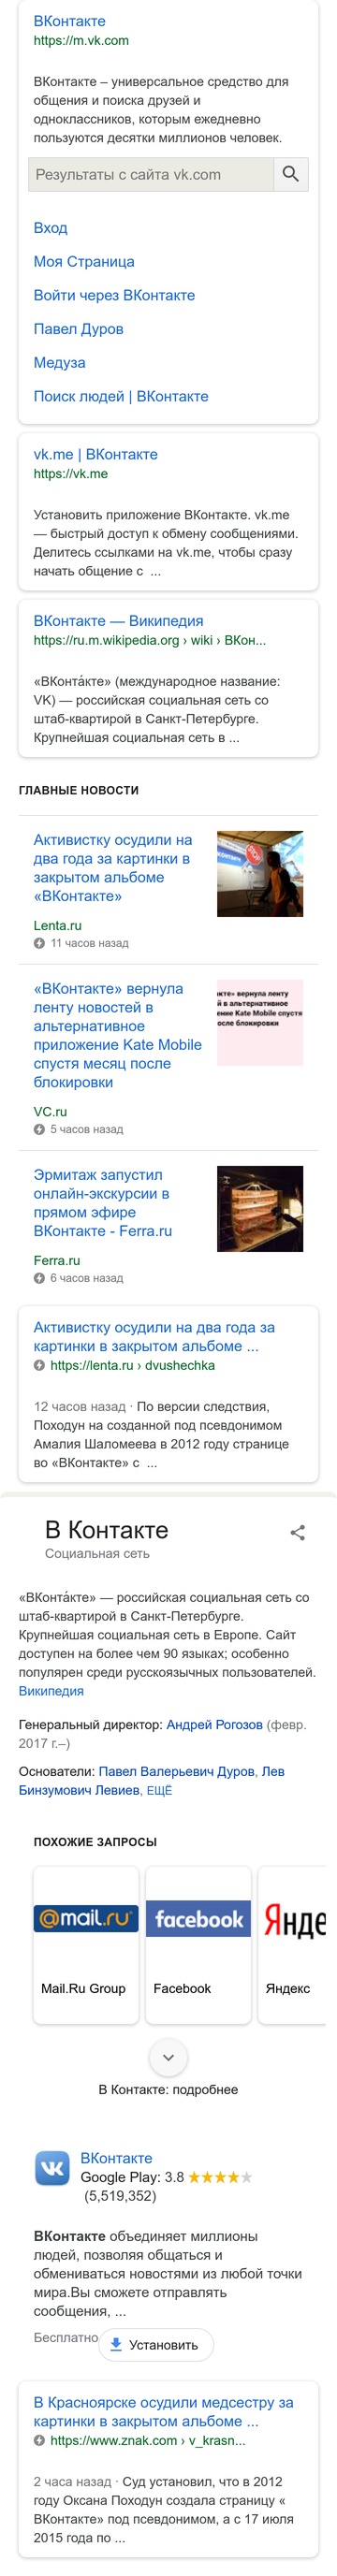 ВКонтакте
https://m.vk.com
ВКонтакте – универсальное средство для
общения и поиска друзей и
одноклассников, которым ежедневно
пользуются десятки миллионов человек.
Результаты с сайта vk.com
Вход
Моя Страница
Войти через ВКонтакте
Павел Дуров
Медуза
Поиск людей | ВКонтакте
vk.me | ВКонтакте
https://vk.me
Установить приложение ВКонтакте. vk.me
— быстрый доступ к обмену сообщениями.
Делитесь ссылками на vk.me, чтобы сразу
начать общение с ...
ВКонтакте — Википедия
https://ru.m.wikipedia.org › wiki › ВКон...
«ВКонта́кте» (международное название:
VK) — российская социальная сеть со
штаб-квартирой в Санкт-Петербурге.
Крупнейшая социальная сеть в ...
ГЛАВНЫЕ НОВОСТИ
Активистку осудили на
два года за картинки в
закрытом альбоме
«ВКонтакте»
Lenta.ru
11 часов назад
«ВКонтакте» вернула
ленту новостей в
альтернативное
приложение Kate Mobile
спустя месяц после
блокировки
VC.ru
5 часов назад
акте» вернула ленту
й в альтернативное
ение Kate Mobile спустя
осле блокировки
Эрмитаж запустил
онлайн-экскурсии в
прямом эфире
ВКонтакте - Ferra.ru
Ferra.ru
6 часов назад
Активистку осудили на два года за
картинки в закрытом альбоме ...
https://lenta.ru › dvushechka
12 часов назад · По версии следствия,
Походун на созданной под псевдонимом
Амалия Шаломеева в 2012 году странице
во «ВКонтакте» с ...
В Контакте
Социальная сеть
«ВКонта́кте» — российская социальная сеть со
штаб-квартирой в Санкт-Петербурге.
Крупнейшая социальная сеть в Европе. Сайт
доступен на более чем 90 языках; особенно
популярен среди русскоязычных пользователей.
Википедия
Генеральный директор: Андрей Рогозов (февр.
2017 г.–)
Основатели: Павел Валерьевич Дуров, Лев
Бинзумович Левиев, ЕЩЁ
ПОХОЖИЕ ЗАПРОСЫ
@mail.ru
facebook
Янде
Mail.Ru Group
Facebook
Яндекс
В Контакте: подробнее
ВКонтакте
Google Play: 3.8
(5,519,352)
ВКонтакте объединяет миллионы
людей, позволяя общаться и
обмениваться новостями из любой точки
мира.Вы сможете отправлять
сообщения, ...
Бесплатно
Установить
В Красноярске осудили медсестру за
картинки в закрытом альбоме ...
https://www.znak.com › v_krasn...
2 часа назад · Суд установил, что в 2012
году Оксана Походун создала страницу «
ВКонтакте» под псевдонимом, а с 17 июля
2015 года по ...